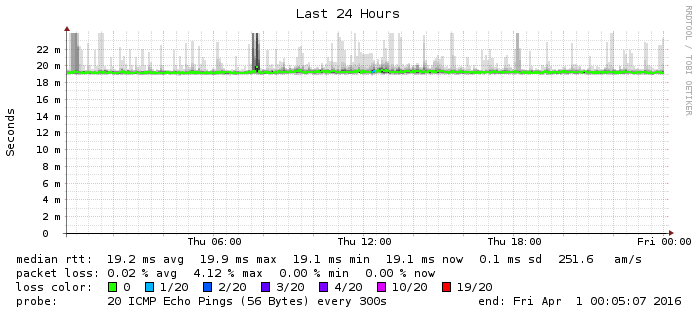 Last 24 Hours
RRDTOOL / TOBI OETIKER
Seconds
22 m
20 m
18 m
16 m
14 m
12 m
10 m
8 m
6 m
4 m
2 m
0
Thu 06:00 Thu 12:00 Thu 18:00 Fri 00:00
median rtt: 19.2 ms avg 19.9 ms max 19.1 ms min 19.1 ms now 0.1 ms sd 251.6 am/s
packet loss: 0.02 % avg 4.12 % max 0.00 % min 0.00 % now
loss color: 0 1/20 2/20 3/20 4/20 10/20 19/20
probe: 20 ICMP Echo Pings (56 Bytes) every 300s end: Fri Apr 1 00:05:07 2016